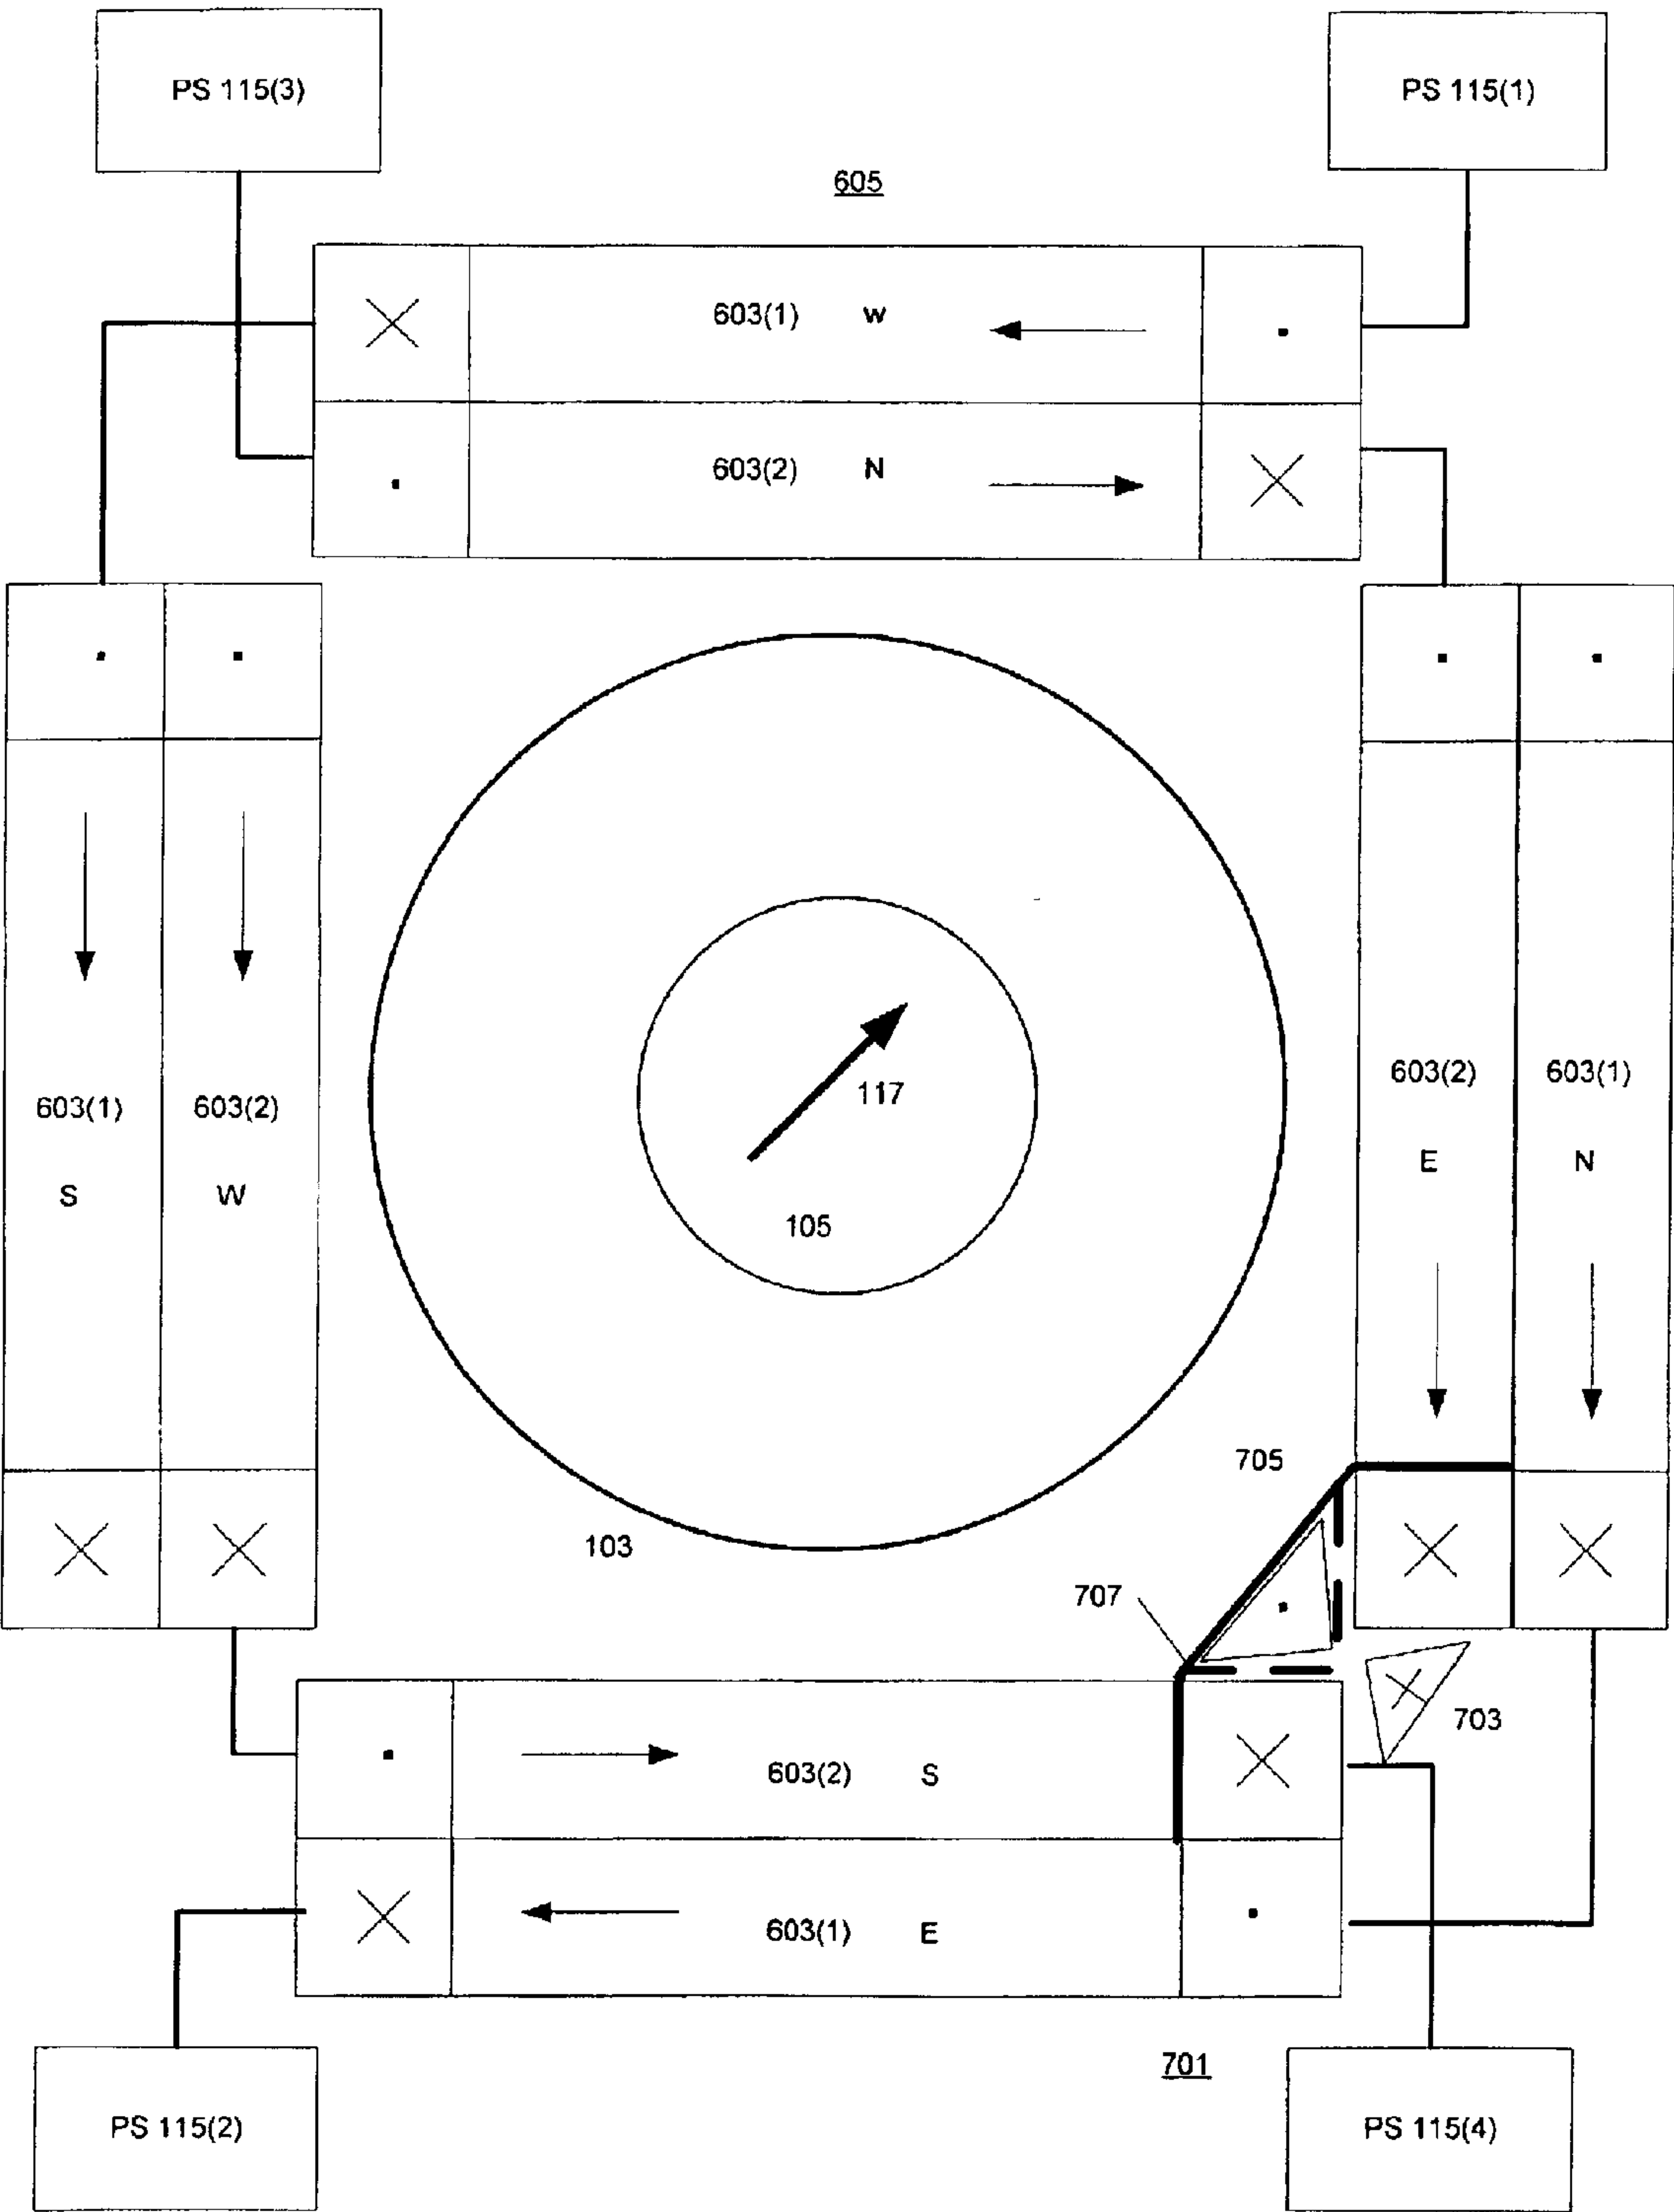 PS 115(3)
PS 115(1)
605
603(1) W
603(2) N
603(1)
S
603(2)
W
603(2)
E
603(1)
N
117
105
103
705
707
703
603(2) S
603(1) E
701
PS 115(2)
PS 115(4)